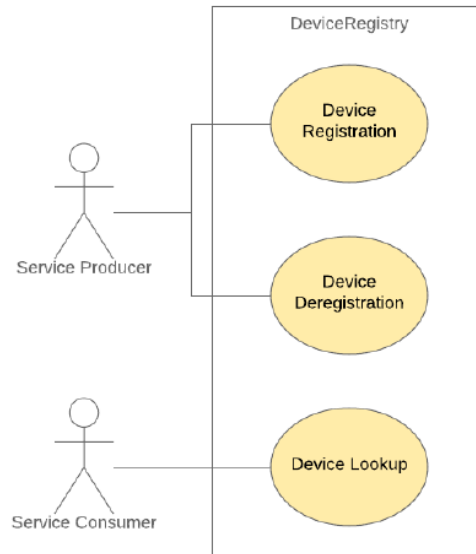 DeviceRegistry
Device
Registration
Service Producer
Device
Deregistration
Device Lookup
Service Consumer